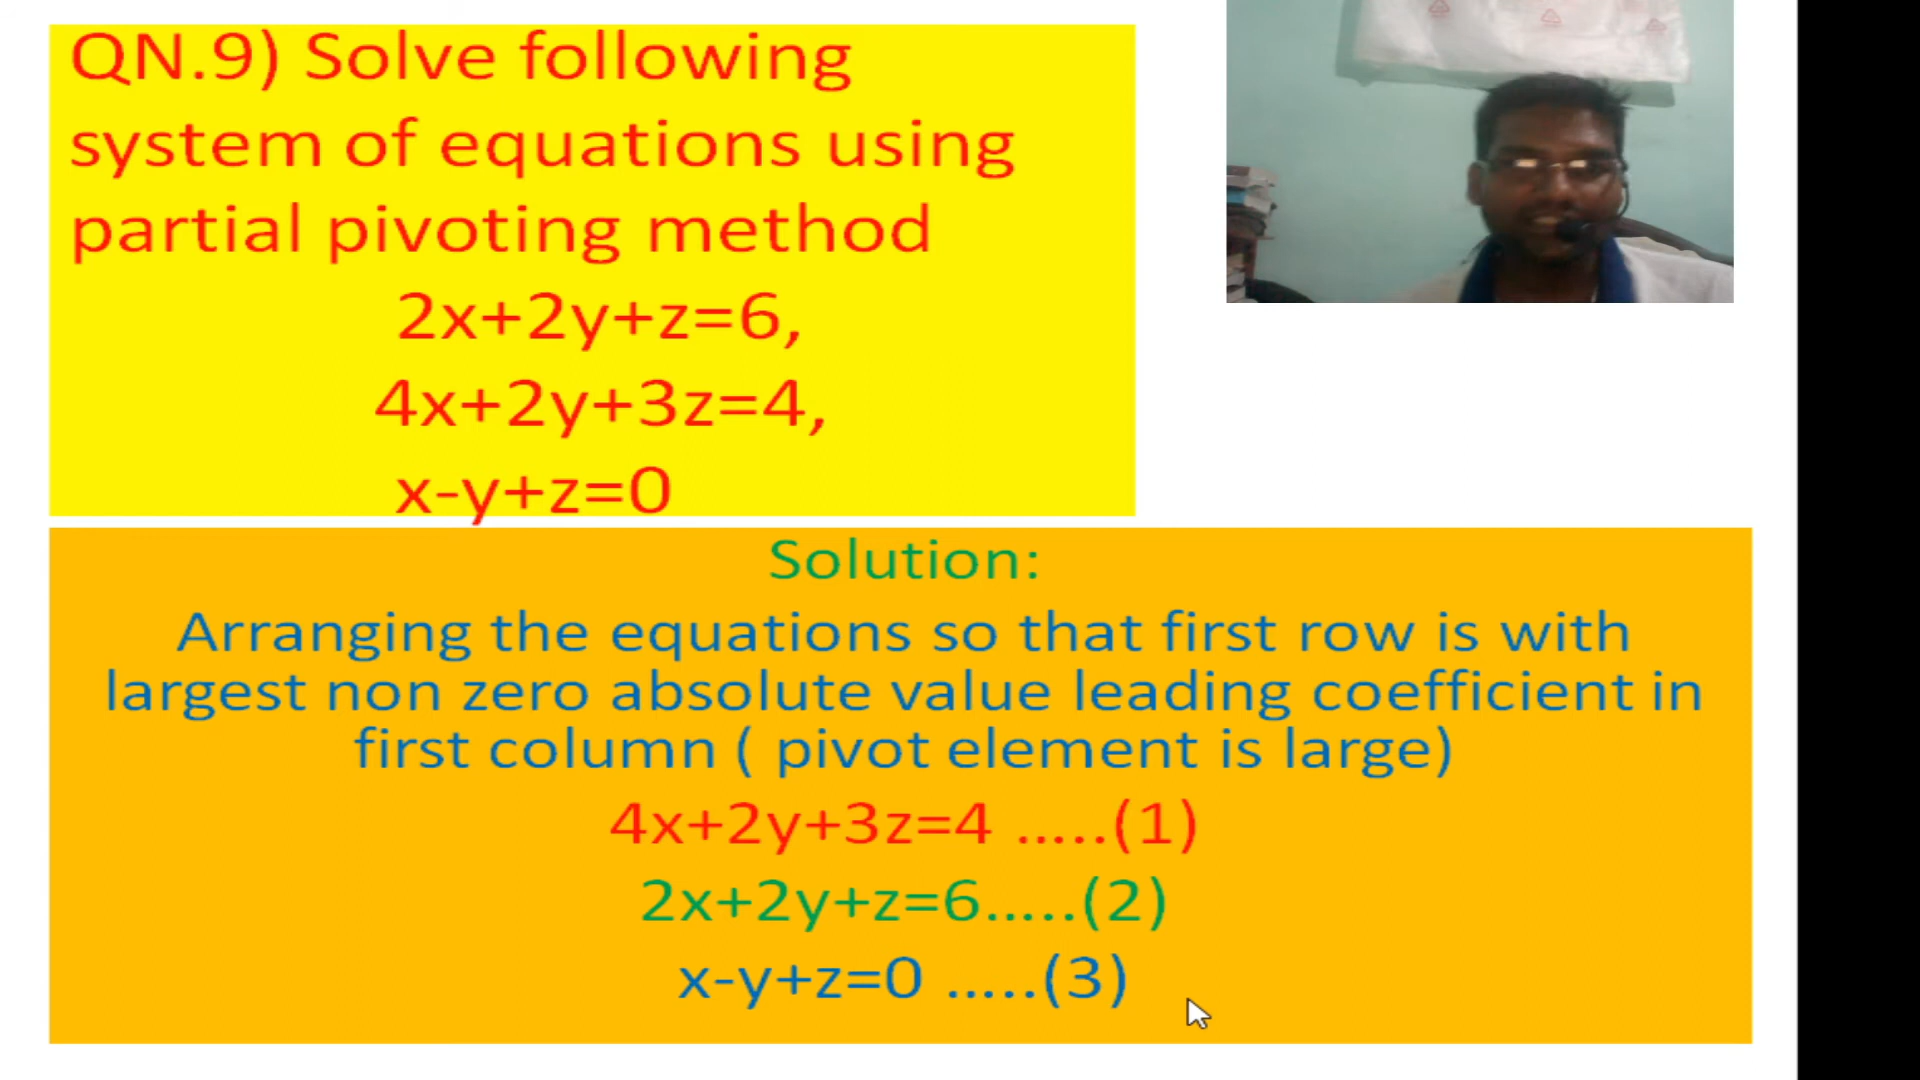 QN.9) Solve following
system of equations using
partial pivoting method
2x+2y+z=6,
4x+2y+3z=4,
x-y+z=0
Solution:
Arranging the equations so that first row is with
largest non zero absolute value leading coefficient in
first column ( pivot element is large)
4x+2y+3z=4 .....(1)
2x+2y+z=6.....(2)
x-y+z=0 .....(3)